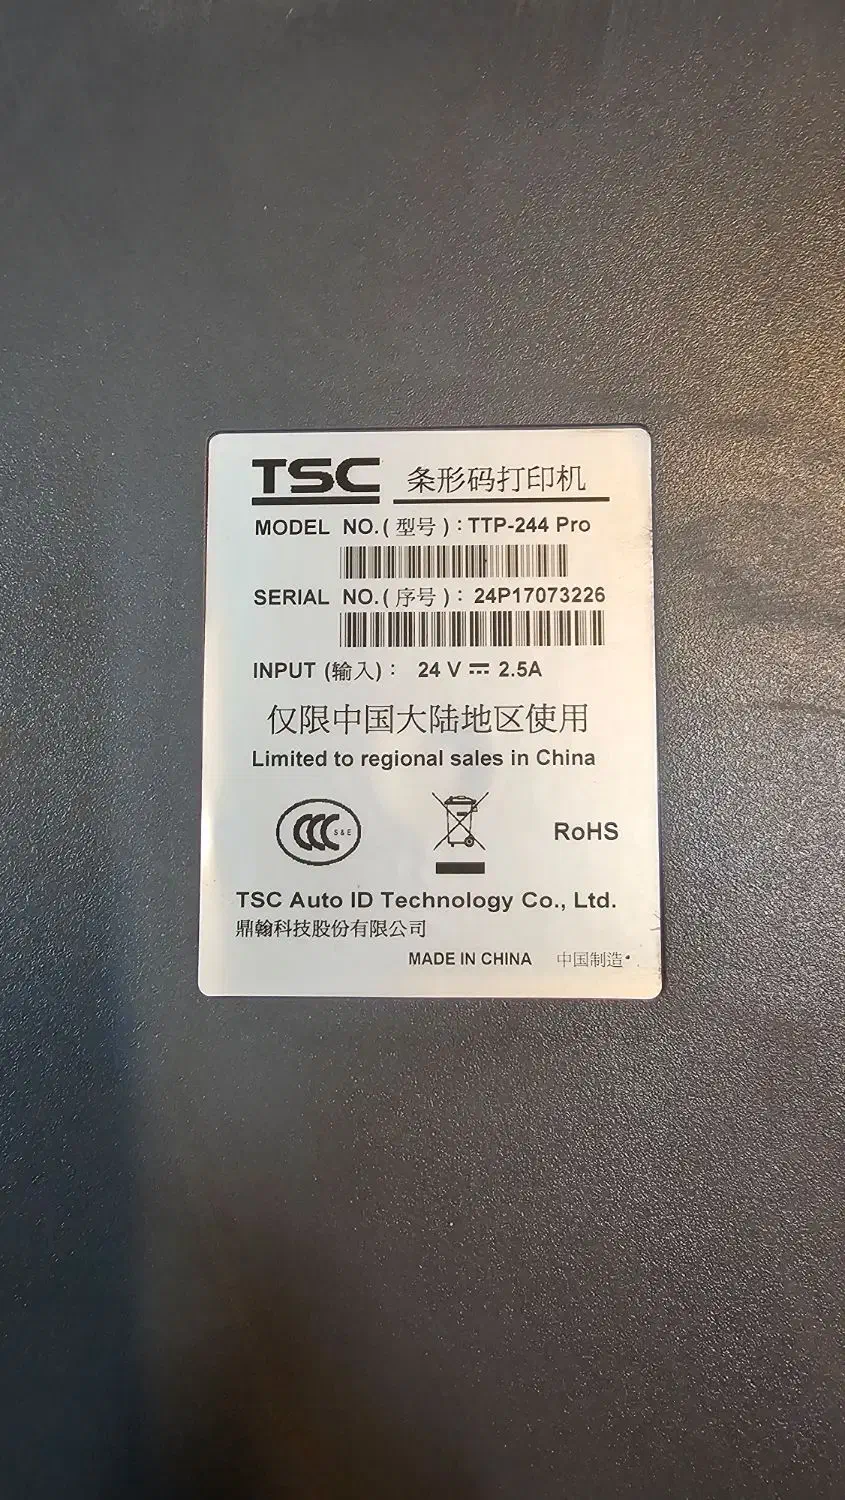 TSC 条形码打印机
MODEL NO.(型号):TTP-244 Pro
SERIAL NO.(序号): 24P17073226
INPUT (输入): 24 V ⎓ 2.5A
仅限中国大陆地区使用
Limited to regional sales in China
CCC S&E
RoHS
TSC Auto ID Technology Co., Ltd.
鼎翰科技股份有限公司
MADE IN CHINA 中国制造